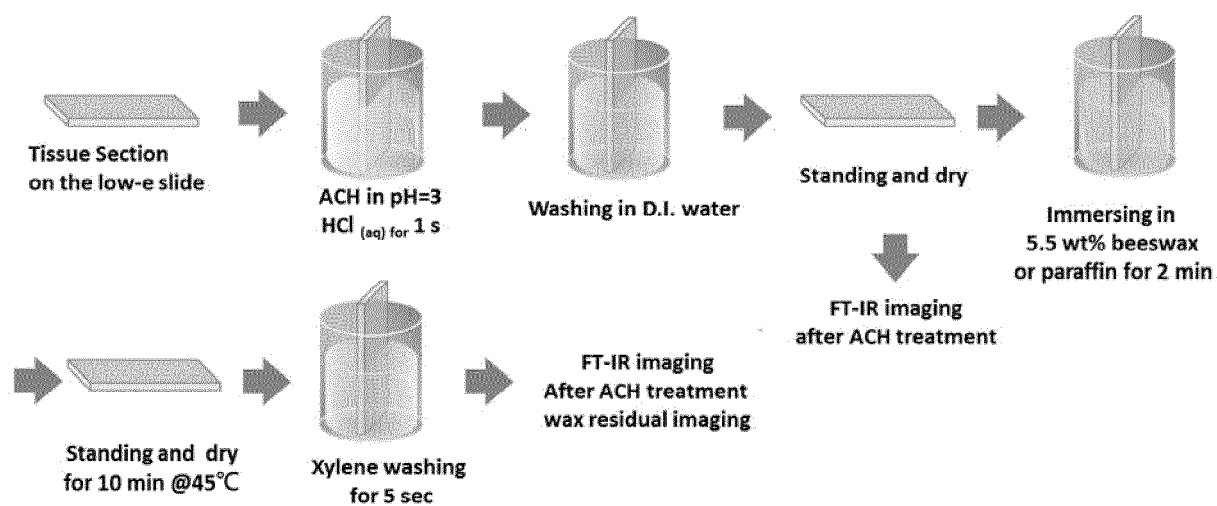 Tissue Section
on the low-e slide
ACH in pH=3
HCl (aq) for 1 s
Washing in D.I. water
Standing and dry
Immersing in
5.5 wt% beeswax
or paraffin for 2 min
FT-IR imaging
after ACH treatment
Standing and dry
for 10 min @45℃
Xylene washing
for 5 sec
FT-IR imaging
After ACH treatment
wax residual imaging